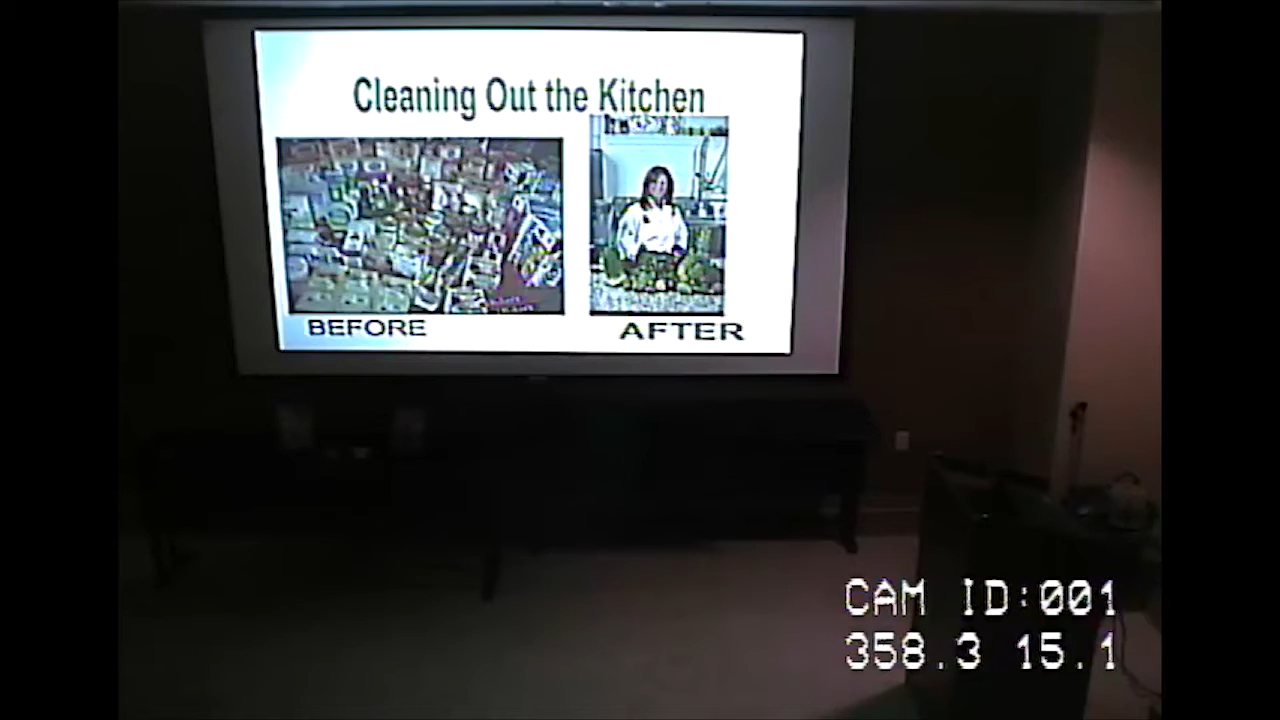 Cleaning Out the Kitchen
BEFORE
AFTER
CAM ID:001
358.3 15.1